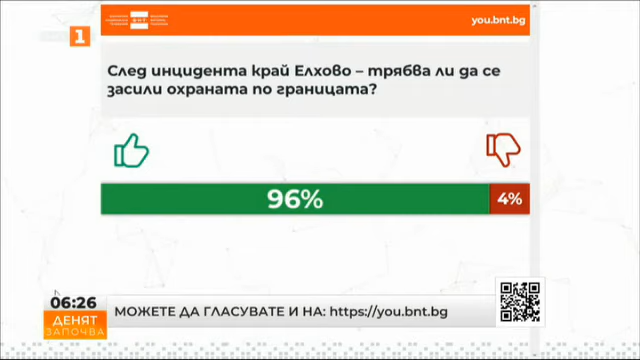 1
БНТ
you.bnt.bg
След инцидента край Елхово – трябва ли да се
засили охраната по границата?
96%
4%
06:26
ДЕНЯТ
ЗАПОЧВА
МОЖЕТЕ ДА ГЛАСУВАТЕ И НА: https://you.bnt.bg